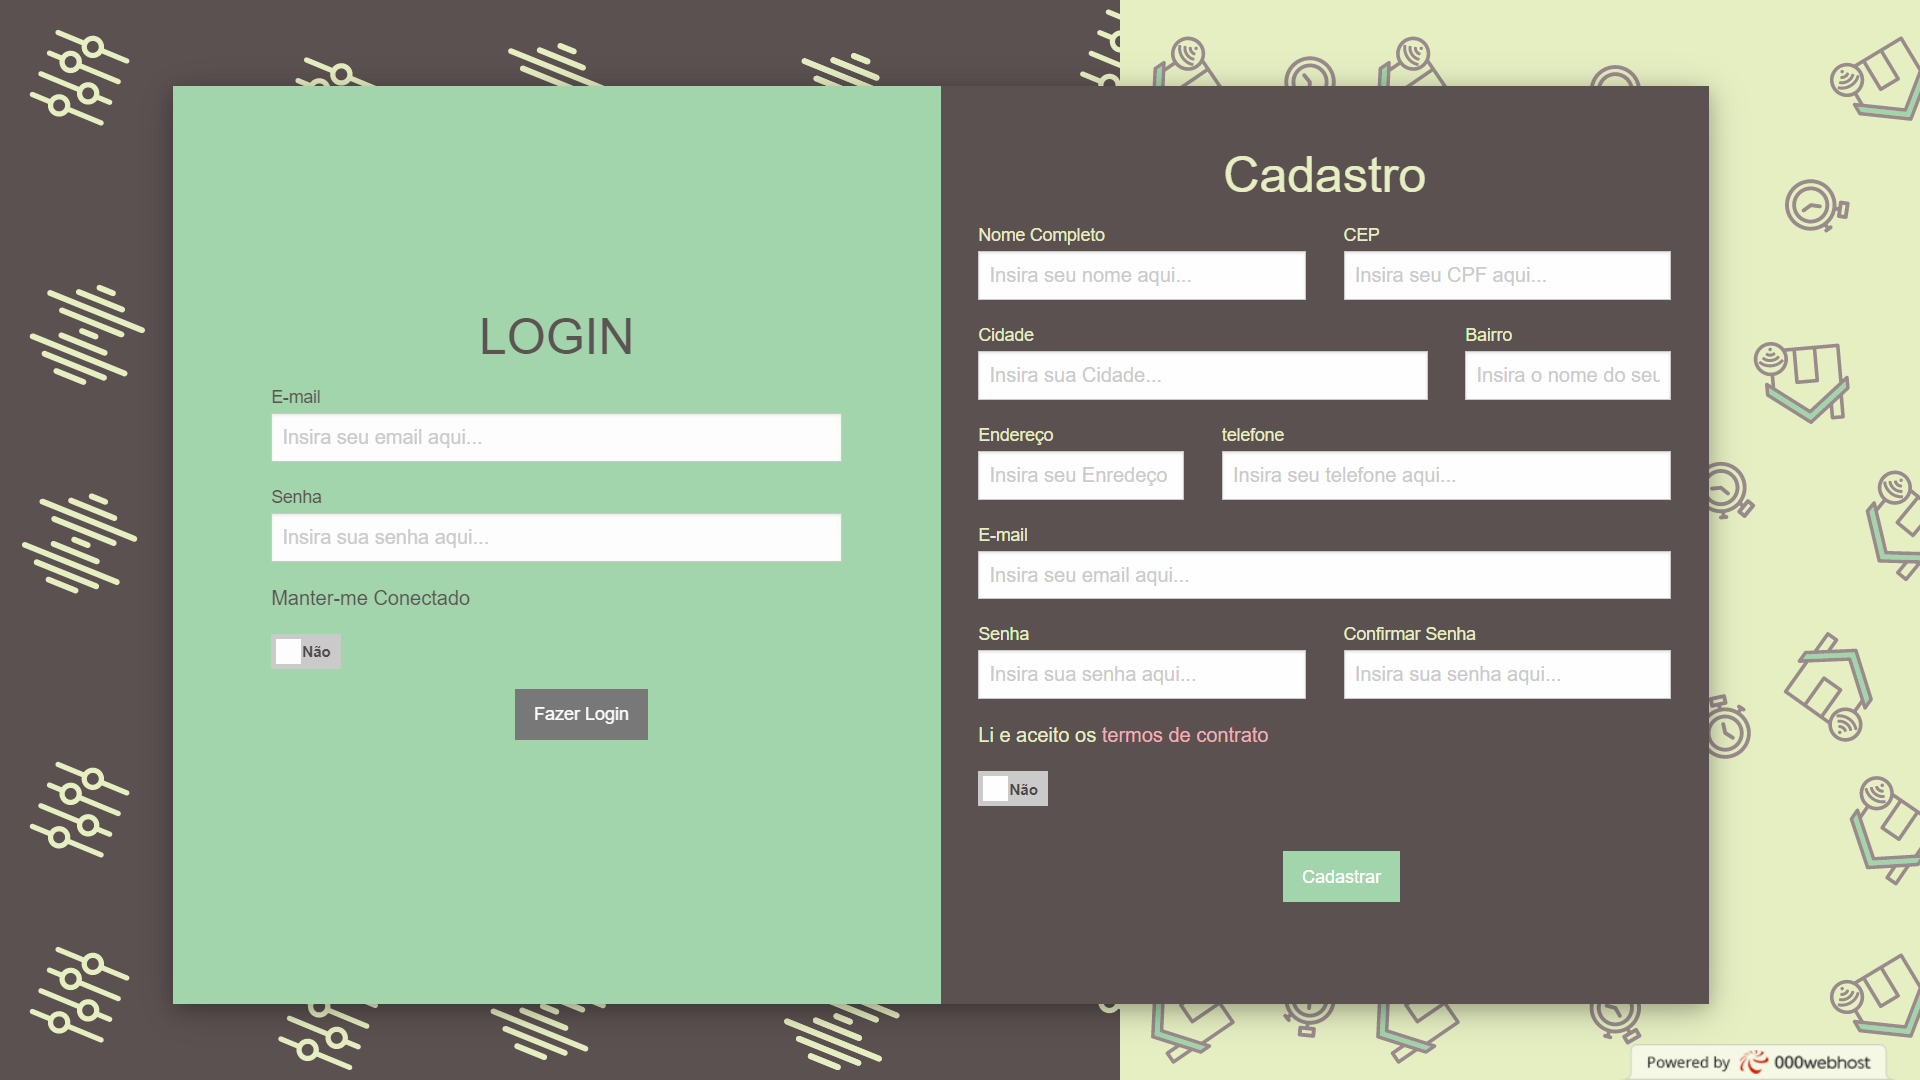 LOGIN
E-mail
Insira seu email aqui...
Senha
Insira sua senha aqui...
Manter-me Conectado
Não
Fazer Login
Cadastro
Nome Completo
CEP
Insira seu nome aqui...
Insira seu CPF aqui...
Cidade
Bairro
Insira sua Cidade...
Insira o nome do seu
Endereço
telefone
Insira seu Enredeço
Insira seu telefone aqui...
E-mail
Insira seu email aqui...
Senha
Confirmar Senha
Insira sua senha aqui...
Insira sua senha aqui...
Li e aceito os termos de contrato
Não
Cadastrar
Powered by 000webhost